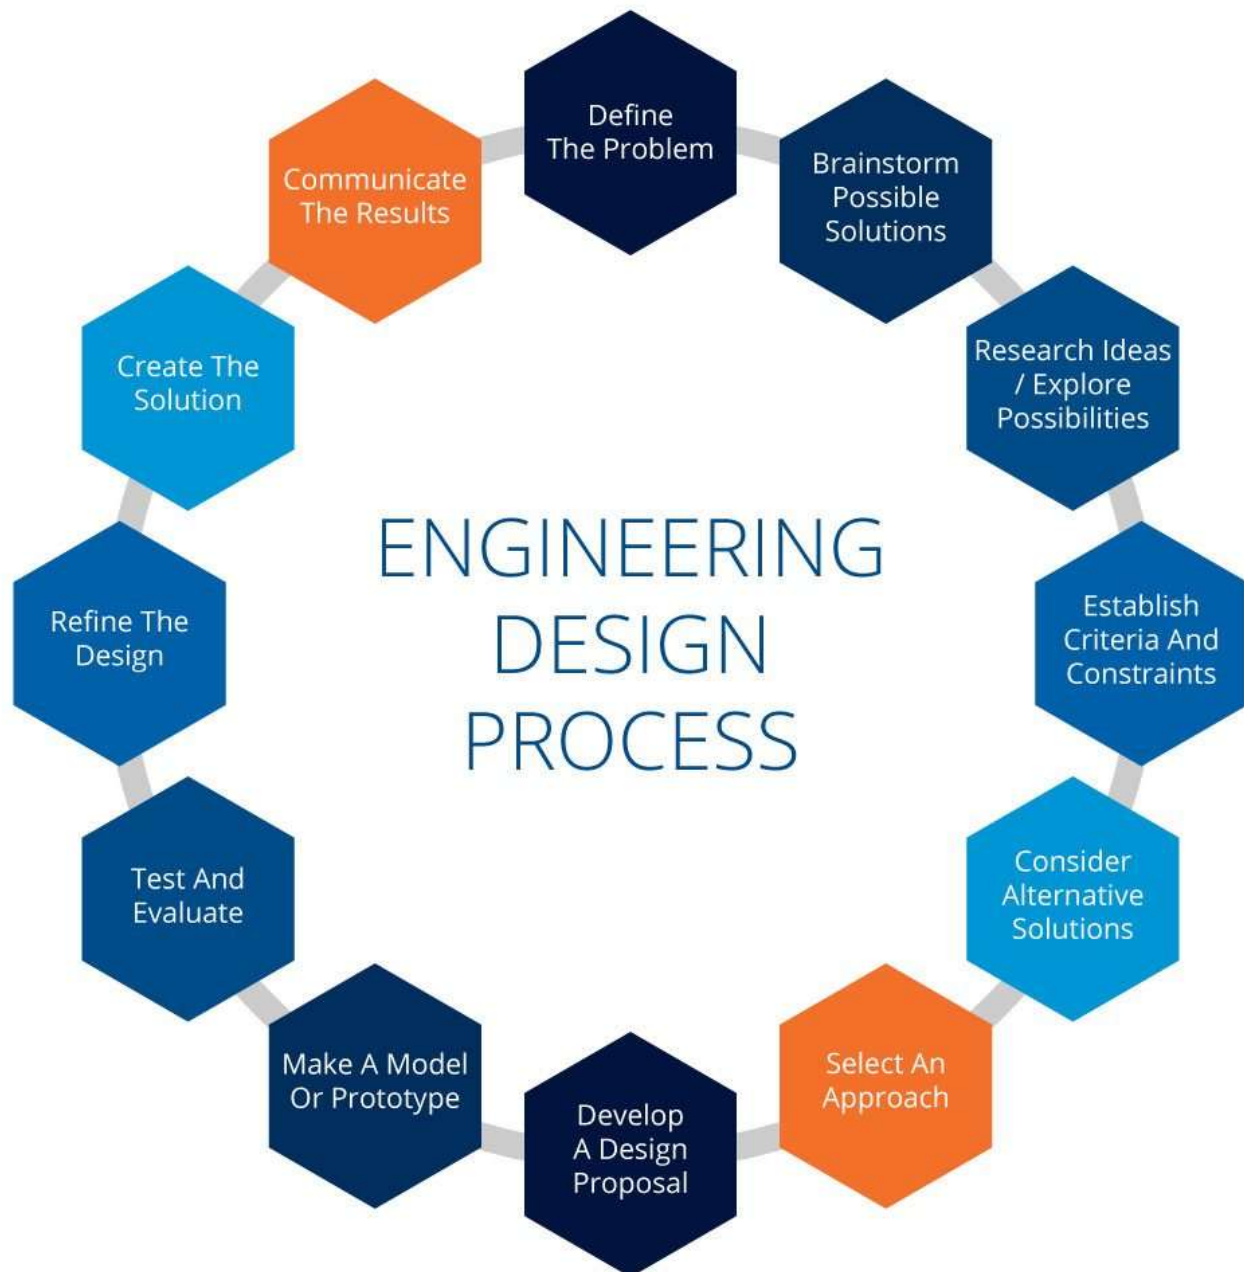 Define
The Problem
Brainstorm
Possible
Solutions
Research Ideas
/ Explore
Possibilities
Establish
Criteria And
Constraints
Consider
Alternative
Solutions
Select An
Approach
Develop
A Design
Proposal
Make A Model
Or Prototype
Test And
Evaluate
Refine The
Design
Create The
Solution
Communicate
The Results
ENGINEERING
DESIGN
PROCESS